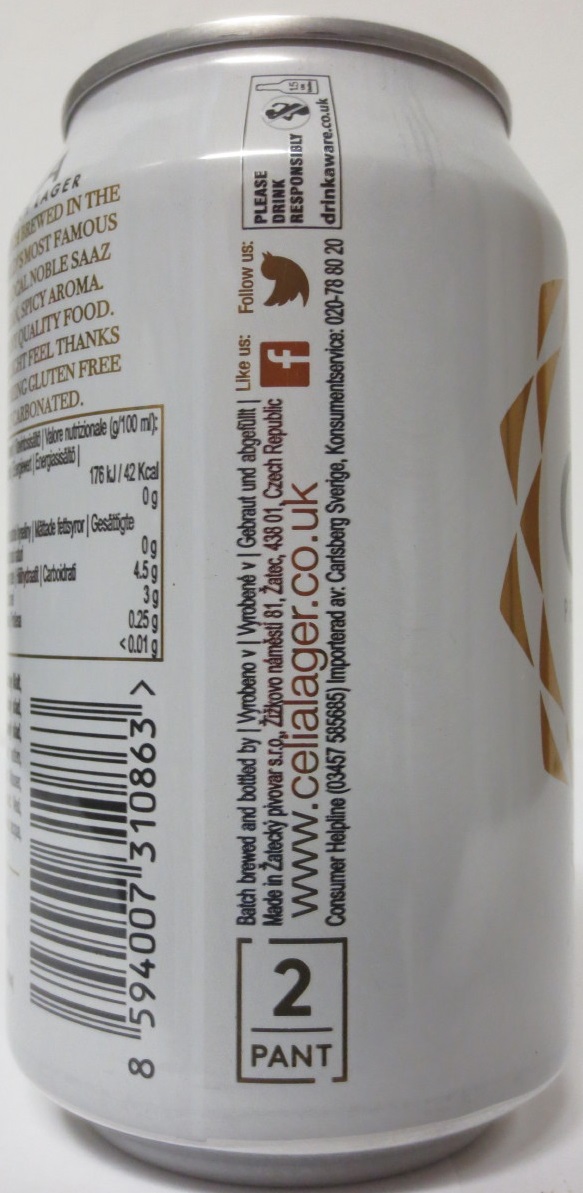 LAGER
BREWED IN THE
MOST FAMOUS
NOBLE SAAZ
SPICY AROMA.
QUALITY FOOD.
FEEL THANKS
GLUTEN FREE
CARBONATED.
Valore nutrizionale (g/100 ml):
Energiasisältö |
176 kJ / 42 Kcal
0 g
Mättade fettsyror | Gesättigte
0 g
Carboidrati
4.5 g
3 g
0.25 g
<0.01 g
8 594007 310863 >
Batch brewed and bottled by | Vyrobeno v | Vyrobené v | Gebraut und abgefüllt |
Made in Žatecký pivovar s.r.o., Žižkovo náměstí 81, Žatec, 438 01, Czech Republic
www.celialager.co.uk
Consumer Helpline (03457 585685) Importerad av: Carlsberg Sverige, Konsumentservice: 020-78 80 20
Like us:
f
Follow us:
PLEASE
DRINK
RESPONSIBLY
drinkaware.co.uk
1.5
2
PANT